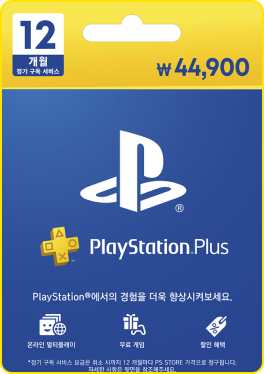 12
개월
정기 구독 서비스
₩44,900
PlayStation Plus
PlayStation®에서의 경험을 더욱 향상시켜보세요.
온라인 멀티플레이 무료 게임 할인 혜택
*정기 구독 서비스 요금은 취소 시까지 12 개월마다 PS STORE 가격으로 청구됩니다.
자세한 사항은 뒷면을 참조해주세요.